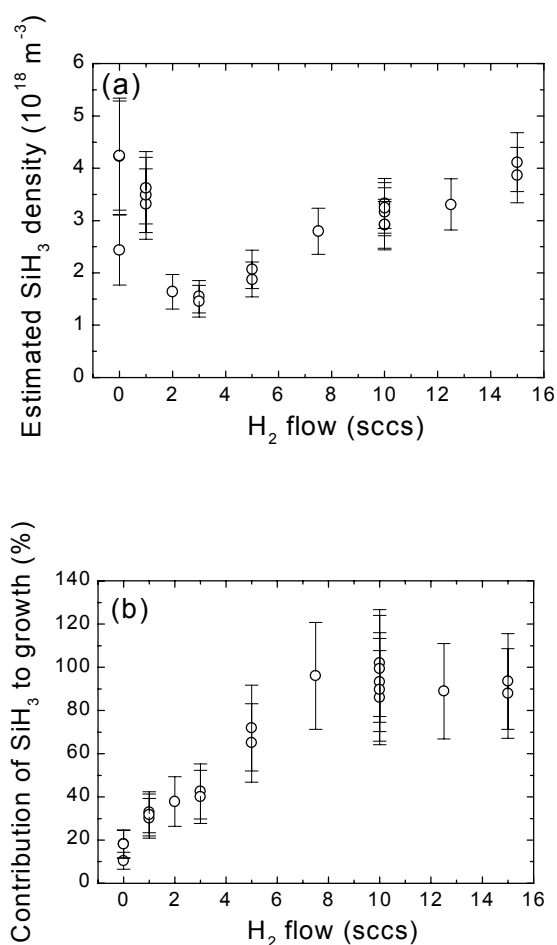 (a)
Estimated SiH₃ density (10¹⁸ m⁻³)
6
5
4
3
2
1
0
0 2 4 6 8 10 12 14 16
H₂ flow (sccs)
(b)
Contribution of SiH₃ to growth (%)
140
120
100
80
60
40
20
0
0 2 4 6 8 10 12 14 16
H₂ flow (sccs)